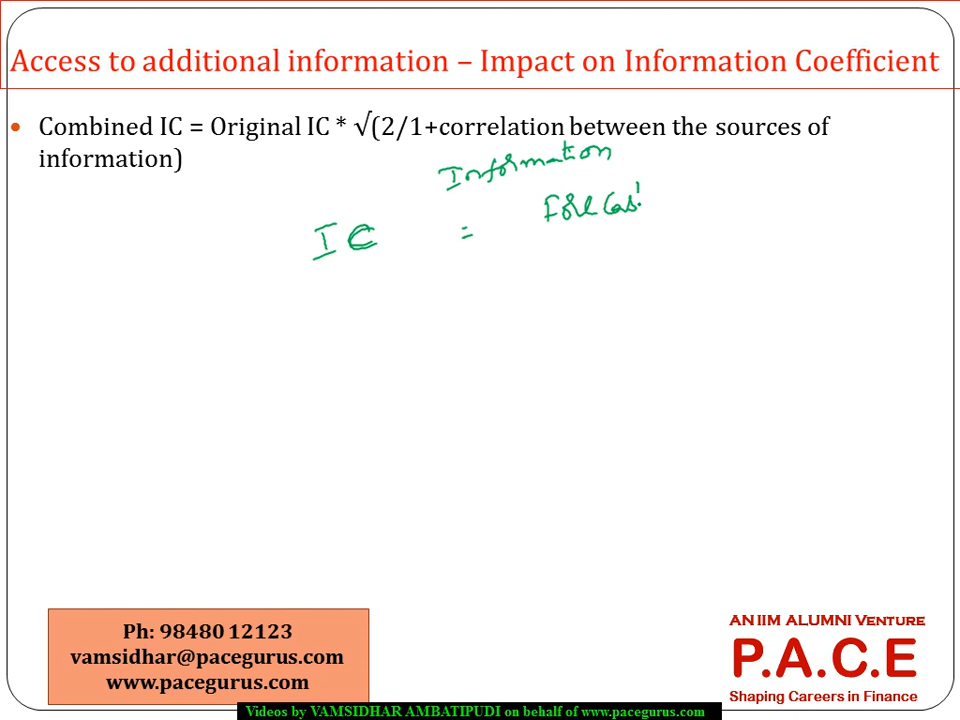 Access to additional information – Impact on Information Coefficient
• Combined IC = Original IC * √(2/1+correlation between the sources of
information)
Information
Forecas
IC =
Ph: 98480 12123
vamsidhar@pacegurus.com
www.pacegurus.com
AN IIM ALUMNI VENTURE
P.A.C.E
Shaping Careers in Finance
Videos by VAMSIDHAR AMBATIPUDI on behalf of www.pacegurus.com